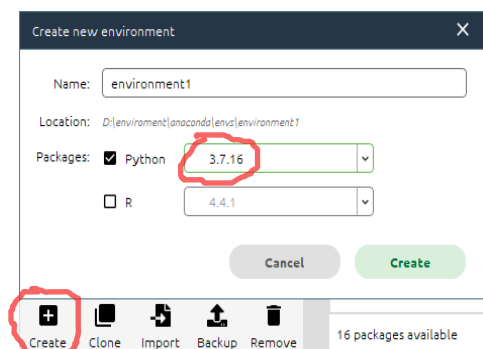 Create new environment
Name: environment1
Location: D:\enviroment\anaconda\envs\environment1
Packages: Python 3.7.16
R 4.4.1
Cancel Create
Create Clone Import Backup Remove
16 packages available